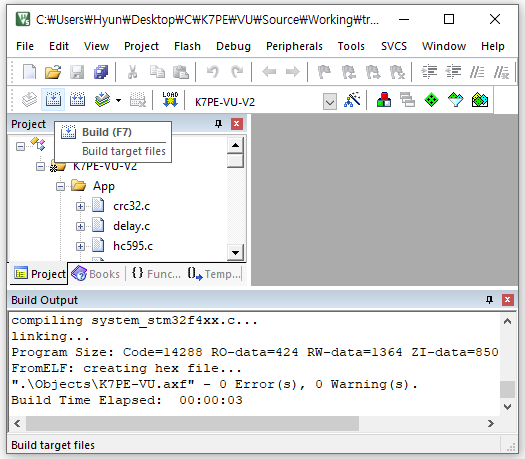 C:₩Users₩Hyun₩Desktop₩C₩K7PE₩VU₩Source₩Working₩tr...
File Edit View Project Flash Debug Peripherals Tools SVCS Window Help
LOAD
K7PE-VU-V2
Project
Build (F7)
Build target files
K7PE-VU-V2
App
crc32.c
delay.c
hc595.c
Project Books {} Func... Temp...
Build Output
compiling system_stm32f4xx.c...
linking...
Program Size: Code=14288 RO-data=424 RW-data=1364 ZI-data=850
FromELF: creating hex file...
".\Objects\K7PE-VU.axf" - 0 Error(s), 0 Warning(s).
Build Time Elapsed:  00:00:03
Build target files